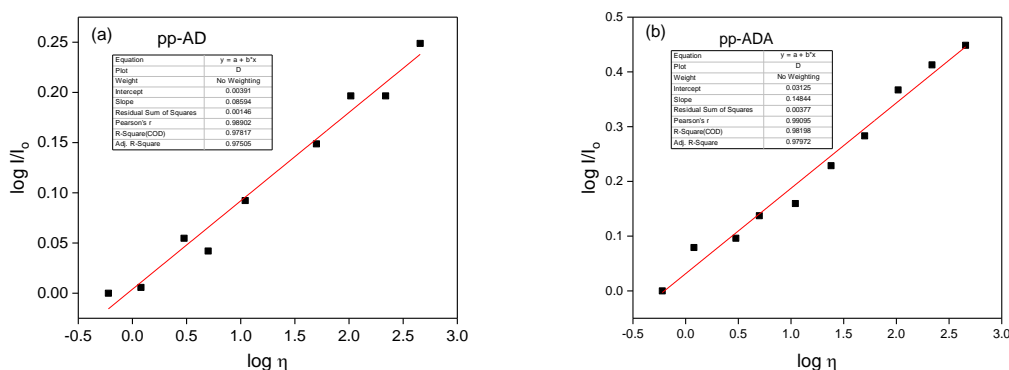 (a) pp-AD
Equation y = a + b*x
Plot D
Weight No Weighting
Intercept 0.00391
Slope 0.08594
Residual Sum of Squares 0.00146
Pearson's r 0.98902
R-Square(COD) 0.97817
Adj. R-Square 0.97505
0.25
0.20
0.15
0.10
0.05
0.00
log I/Io
-0.5 0.0 0.5 1.0 1.5 2.0 2.5 3.0
log η
(b) pp-ADA
Equation y = a + b*x
Plot D
Weight No Weighting
Intercept 0.03125
Slope 0.14844
Residual Sum of Squares 0.00377
Pearson's r 0.99095
R-Square(COD) 0.98198
Adj. R-Square 0.97972
0.5
0.4
0.3
0.2
0.1
0.0
log I/Io
-0.5 0.0 0.5 1.0 1.5 2.0 2.5 3.0
log η